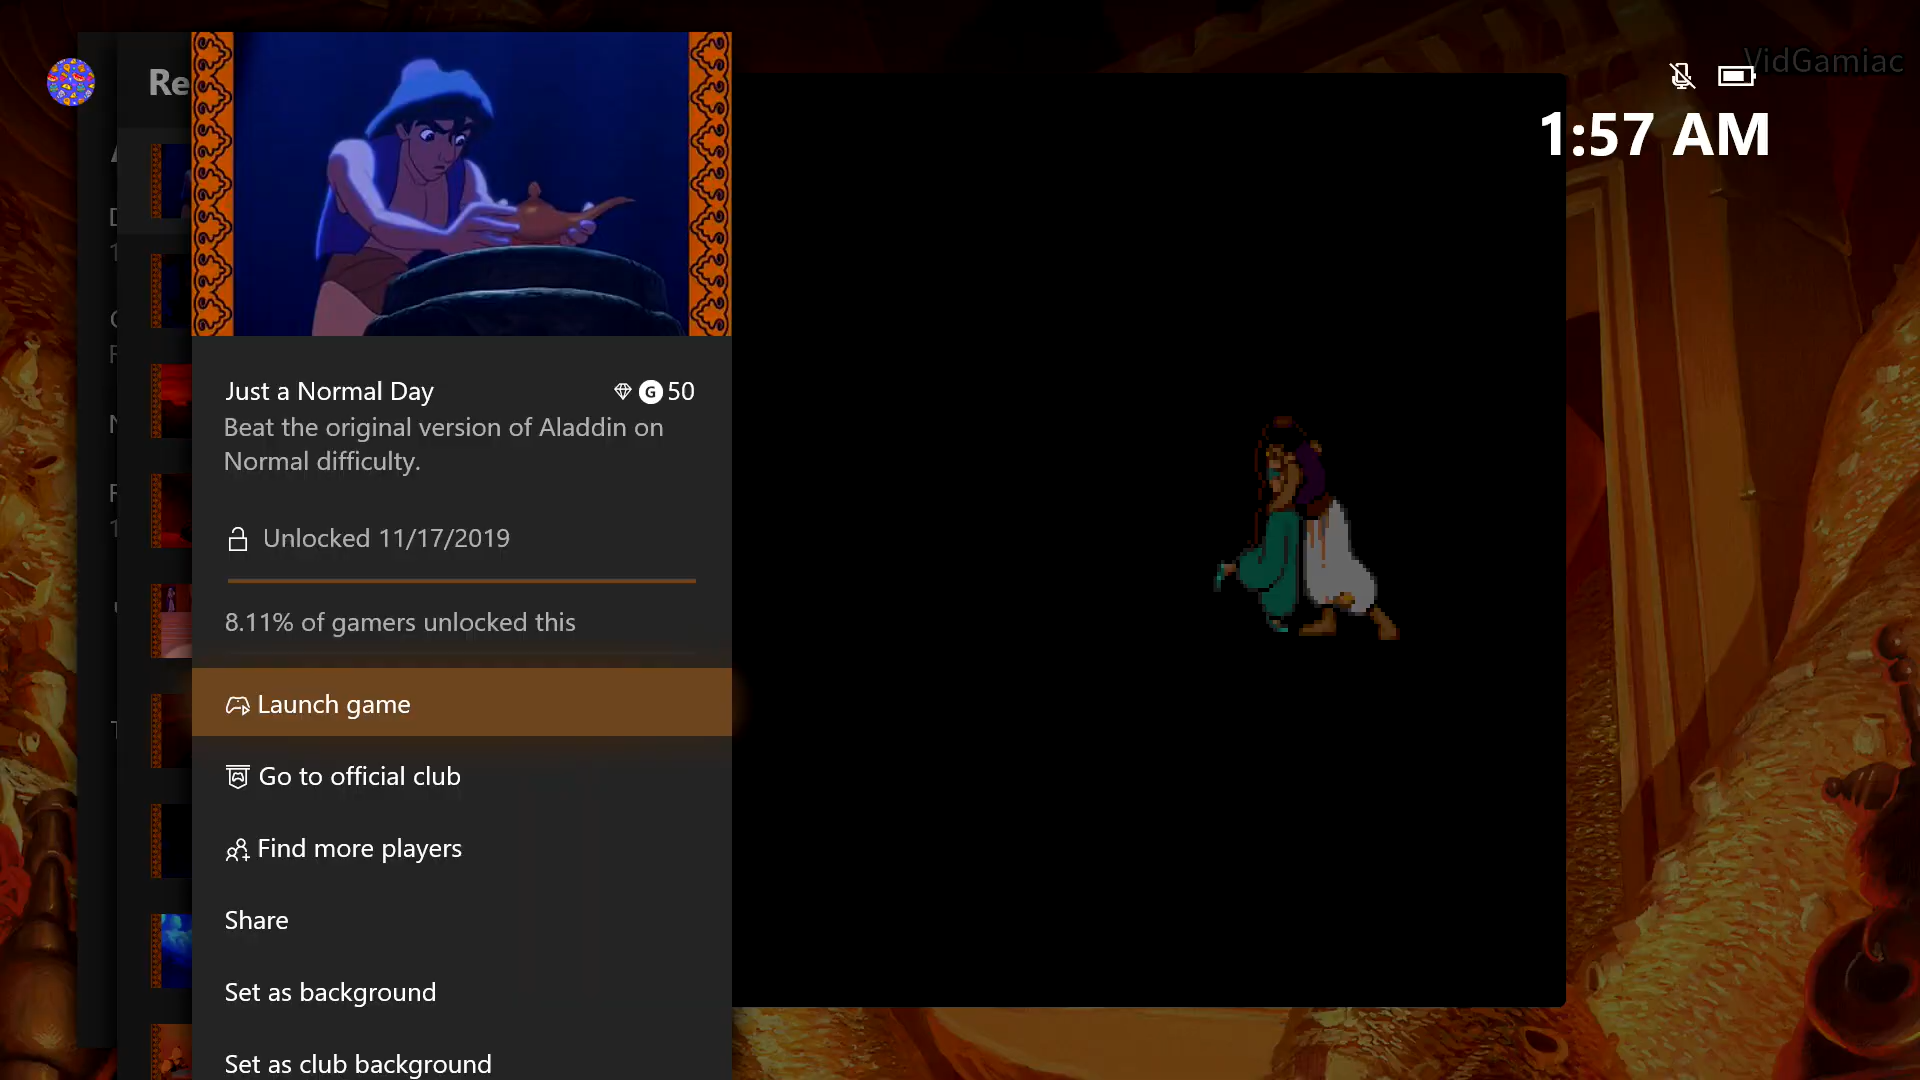 Re
VidGamiac
1:57 AM
Just a Normal Day
G 50
Beat the original version of Aladdin on
Normal difficulty.
Unlocked 11/17/2019
8.11% of gamers unlocked this
Launch game
Go to official club
Find more players
Share
Set as background
Set as club background